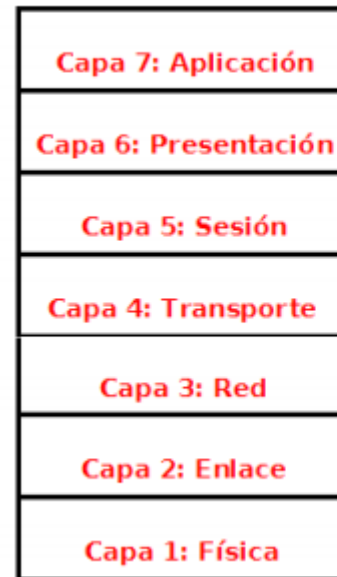 Capa 7: Aplicación
Capa 6: Presentación
Capa 5: Sesión
Capa 4: Transporte
Capa 3: Red
Capa 2: Enlace
Capa 1: Física